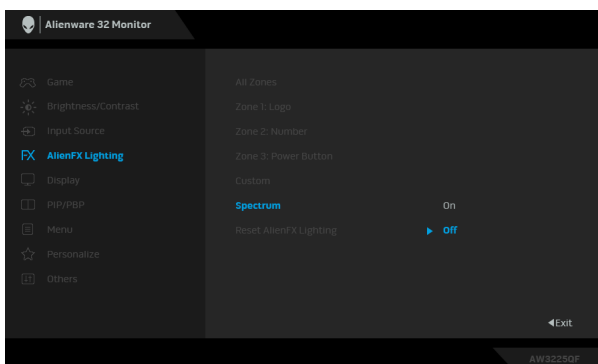 Alienware 32 Monitor
Game
Brightness/Contrast
Input Source
FX AlienFX Lighting
Display
PIP/PBP
Menu
Personalize
Others
All Zones
Zone 1: Logo
Zone 2: Number
Zone 3: Power Button
Custom
Spectrum On
Reset AlienFX Lighting Off
Exit
AW3225QF